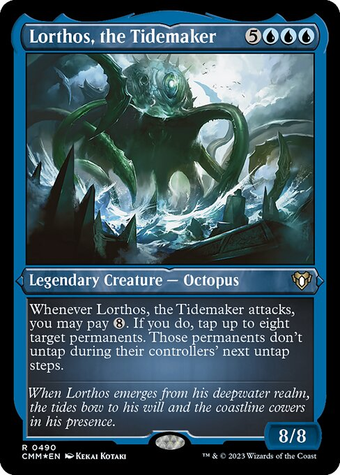 Lorthos, the Tidemaker 5
Legendary Creature — Octopus
Whenever Lorthos, the Tidemaker attacks,
you may pay 8. If you do, tap up to eight
target permanents. Those permanents don't
untap during their controllers' next untap
steps.
When Lorthos emerges from his deepwater realm,
the tides bow to his will and the coastline cowers
in his presence.
8/8
R 0490
CMM★EN Kekai Kotaki
™ & © 2023 Wizards of the Coast